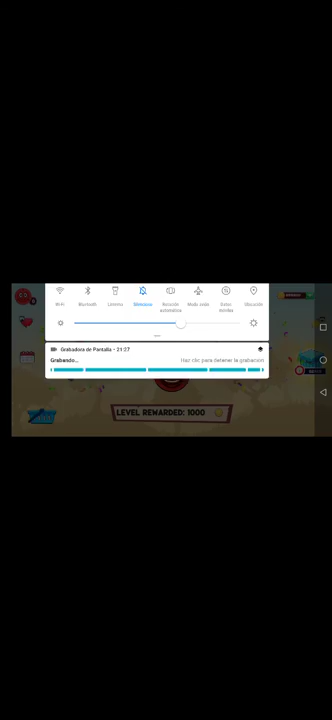 Wi-Fi Bluetooth Linterna Silencioso Rotación Modo avión Datos Ubicación
automática móviles
Grabadora de Pantalla • 21:27
Grabando... Haz clic para detener la grabación
LEVEL REWARDED: 1000